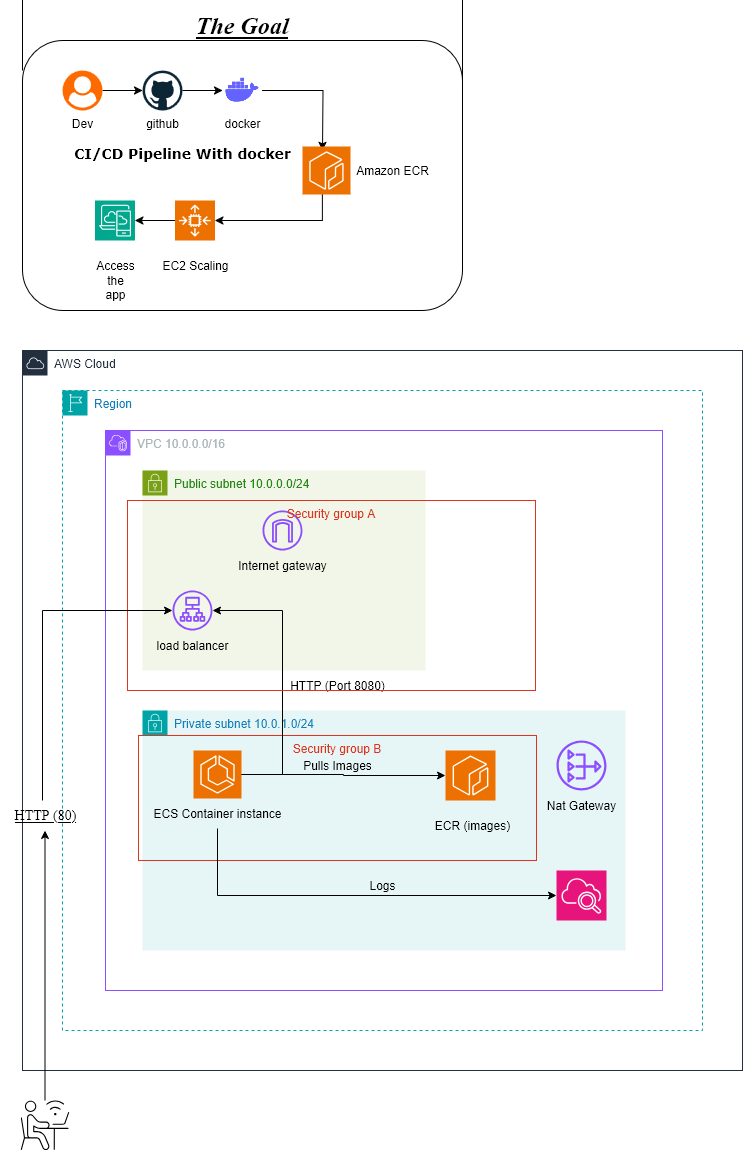 The Goal
Dev
github
docker
CI/CD Pipeline With docker
Amazon ECR
Access
the
app
EC2 Scaling
AWS Cloud
Region
VPC 10.0.0.0/16
Public subnet 10.0.0.0/24
Security group A
Internet gateway
load balancer
HTTP (Port 8080)
Private subnet 10.0.1.0/24
Security group B
Pulls Images
ECS Container instance
ECR (images)
Nat Gateway
HTTP (80)
Logs